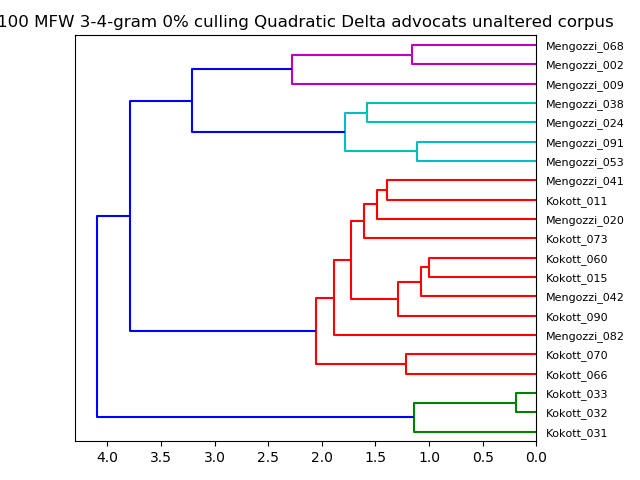 100 MFW 3-4-gram 0% culling Quadratic Delta advocats unaltered corpus
Mengozzi_068
Mengozzi_002
Mengozzi_009
Mengozzi_038
Mengozzi_024
Mengozzi_091
Mengozzi_053
Mengozzi_041
Kokott_011
Mengozzi_020
Kokott_073
Kokott_060
Kokott_015
Mengozzi_042
Kokott_090
Mengozzi_082
Kokott_070
Kokott_066
Kokott_033
Kokott_032
Kokott_031
4.0 3.5 3.0 2.5 2.0 1.5 1.0 0.5 0.0